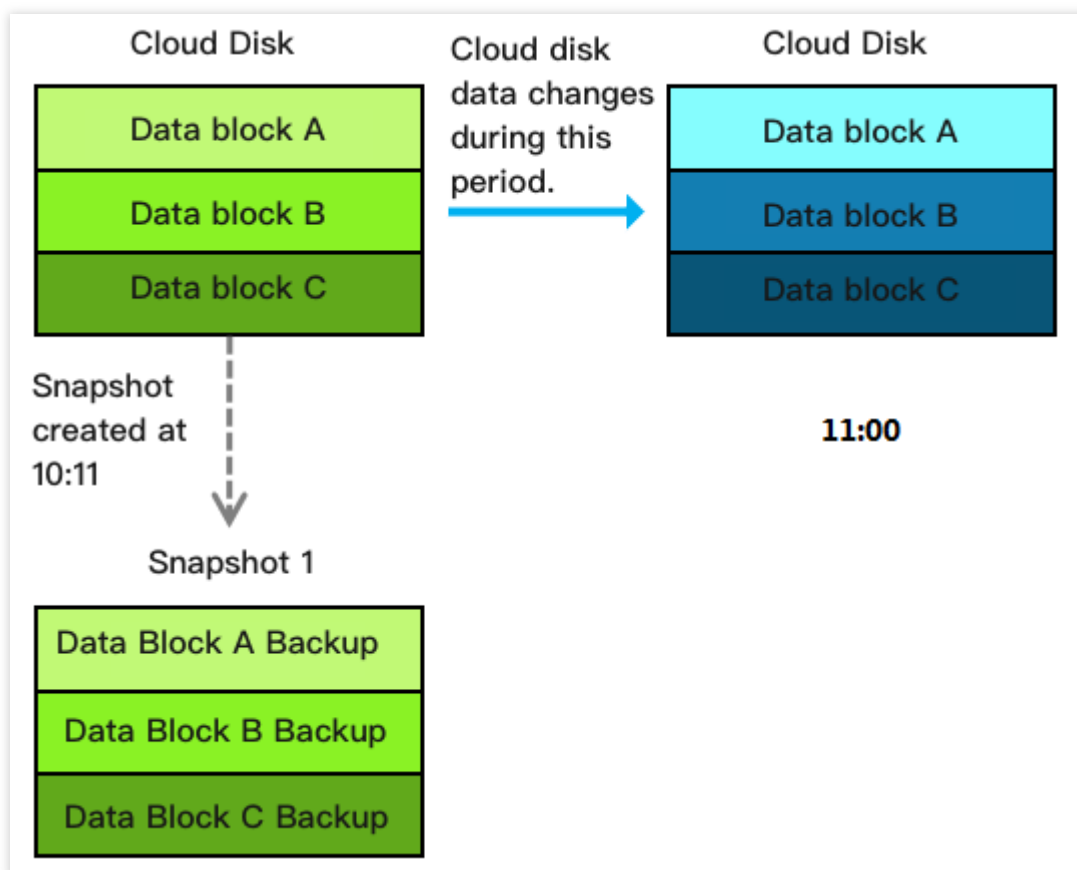 Cloud Disk
Data block A
Data block B
Data block C
Cloud disk
data changes
during this
period.
Cloud Disk
Data block A
Data block B
Data block C
Snapshot
created at
10:11
11:00
Snapshot 1
Data Block A Backup
Data Block B Backup
Data Block C Backup